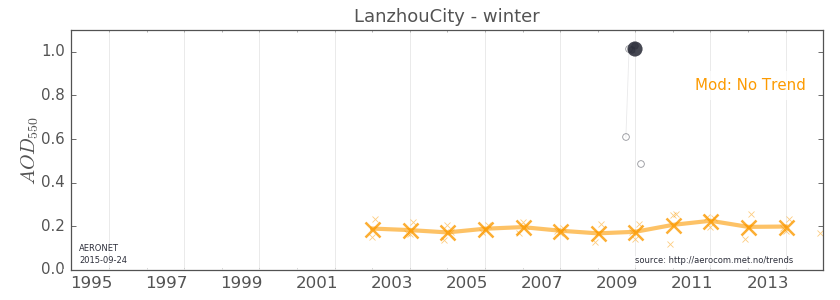 LanzhouCity - winter
1.0
Mod: No Trend
0.8
0.6
AOD550
0.4
0.2
AERONET
2015-09-24
source: http://aerocom.met.no/trends
0.0
1995 1997 1999 2001 2003 2005 2007 2009 2011 2013